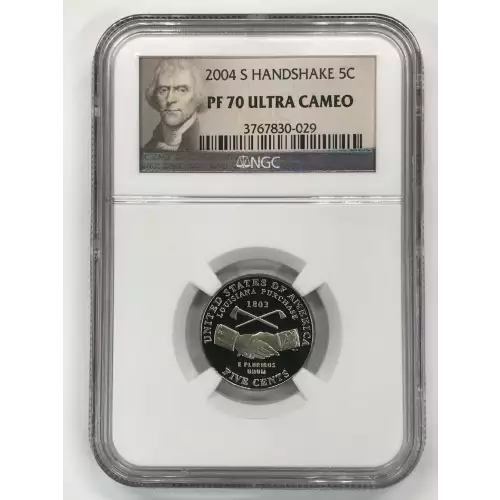 2004 S HANDSHAKE 5C
PF 70 ULTRA CAMEO
3767830-029
NGC
UNITED STATES OF AMERICA
LOUISIANA PURCHASE
1803
E PLURIBUS
UNUM
FIVE CENTS